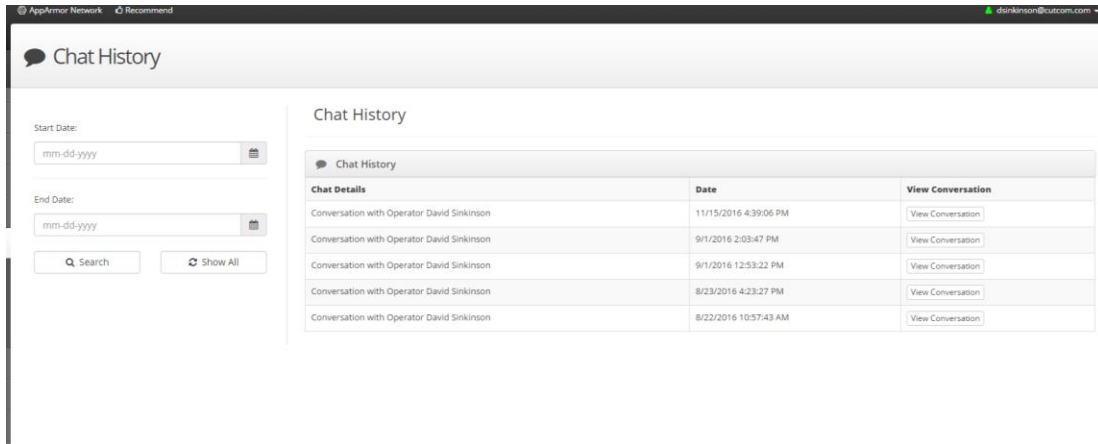 AppArmor Network Recommend dsinkinson@cutcom.com
Chat History
Start Date:
mm-dd-yyyy
End Date:
mm-dd-yyyy
Search Show All
Chat History
Chat History
Chat Details Date View Conversation
Conversation with Operator David Sinkinson 11/15/2016 4:39:06 PM View Conversation
Conversation with Operator David Sinkinson 9/1/2016 2:03:47 PM View Conversation
Conversation with Operator David Sinkinson 9/1/2016 12:53:22 PM View Conversation
Conversation with Operator David Sinkinson 8/23/2016 4:23:27 PM View Conversation
Conversation with Operator David Sinkinson 8/22/2016 10:57:43 AM View Conversation